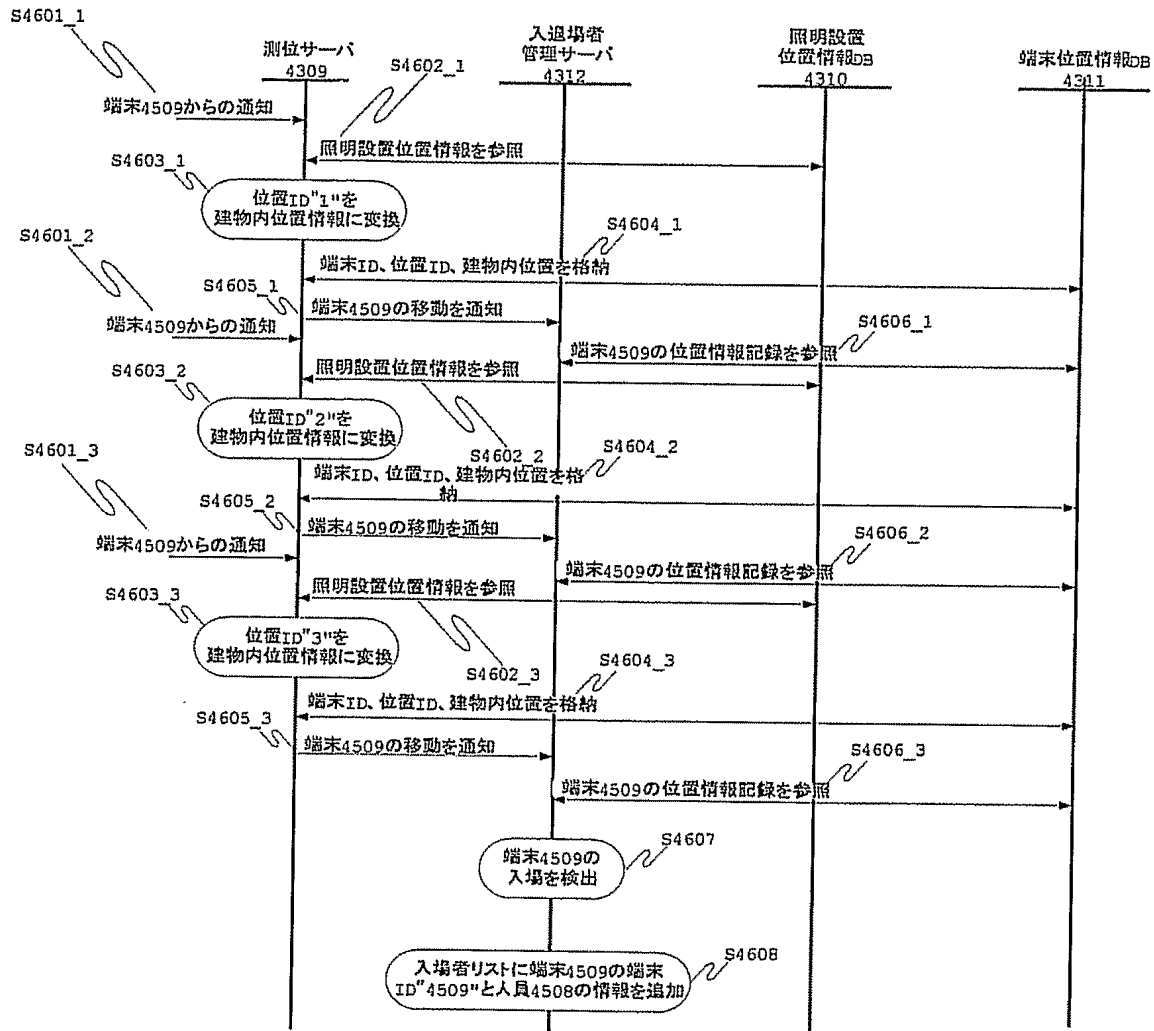 S4601_1
測位サーバ
4309
入退場者
管理サーバ
4312
照明設置
位置情報DB
4310
端末位置情報DB
4311
S4602_1
端末4509からの通知
照明設置位置情報を参照
S4603_1
位置ID"1"を
建物内位置情報に変換
S4601_2
S4604_1
端末ID、位置ID、建物内位置を格納
S4605_1
端末4509の移動を通知
端末4509からの通知
S4606_1
端末4509の位置情報記録を参照
照明設置位置情報を参照
S4603_2
位置ID"2"を
建物内位置情報に変換
S4602_2
S4604_2
S4601_3
端末ID、位置ID、建物内位置を格
納
S4605_2
端末4509の移動を通知
端末4509からの通知
S4606_2
端末4509の位置情報記録を参照
照明設置位置情報を参照
S4603_3
位置ID"3"を
建物内位置情報に変換
S4602_3
S4604_3
端末ID、位置ID、建物内位置を格納
S4605_3
端末4509の移動を通知
S4606_3
端末4509の位置情報記録を参照
S4607
端末4509の
入場を検出
S4608
入場者リストに端末4509の端末
ID"4509"と人員4508の情報を追加